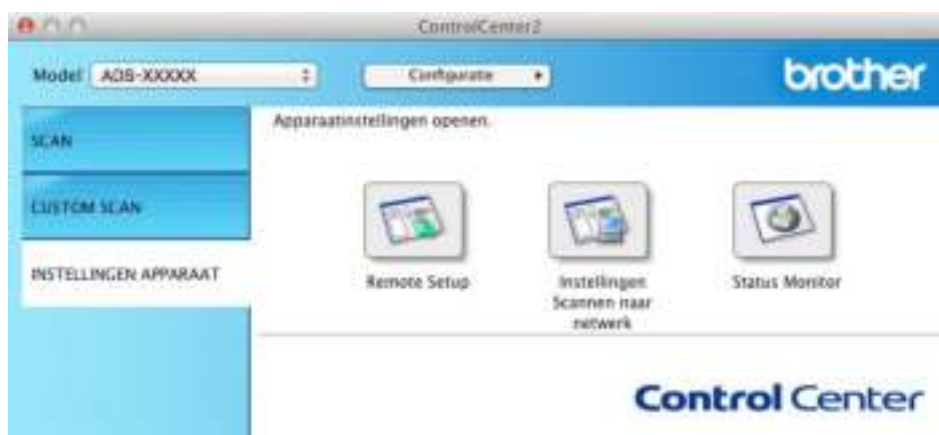 ControlCenter2
Model ADS-XXXXX Configuratie brother
SCAN
Apparaatinstellingen openen.
CUSTOM SCAN
INSTELLINGEN APPARAAT
Remote Setup
Instellingen
Scannen naar
netwerk
Status Monitor
Control Center